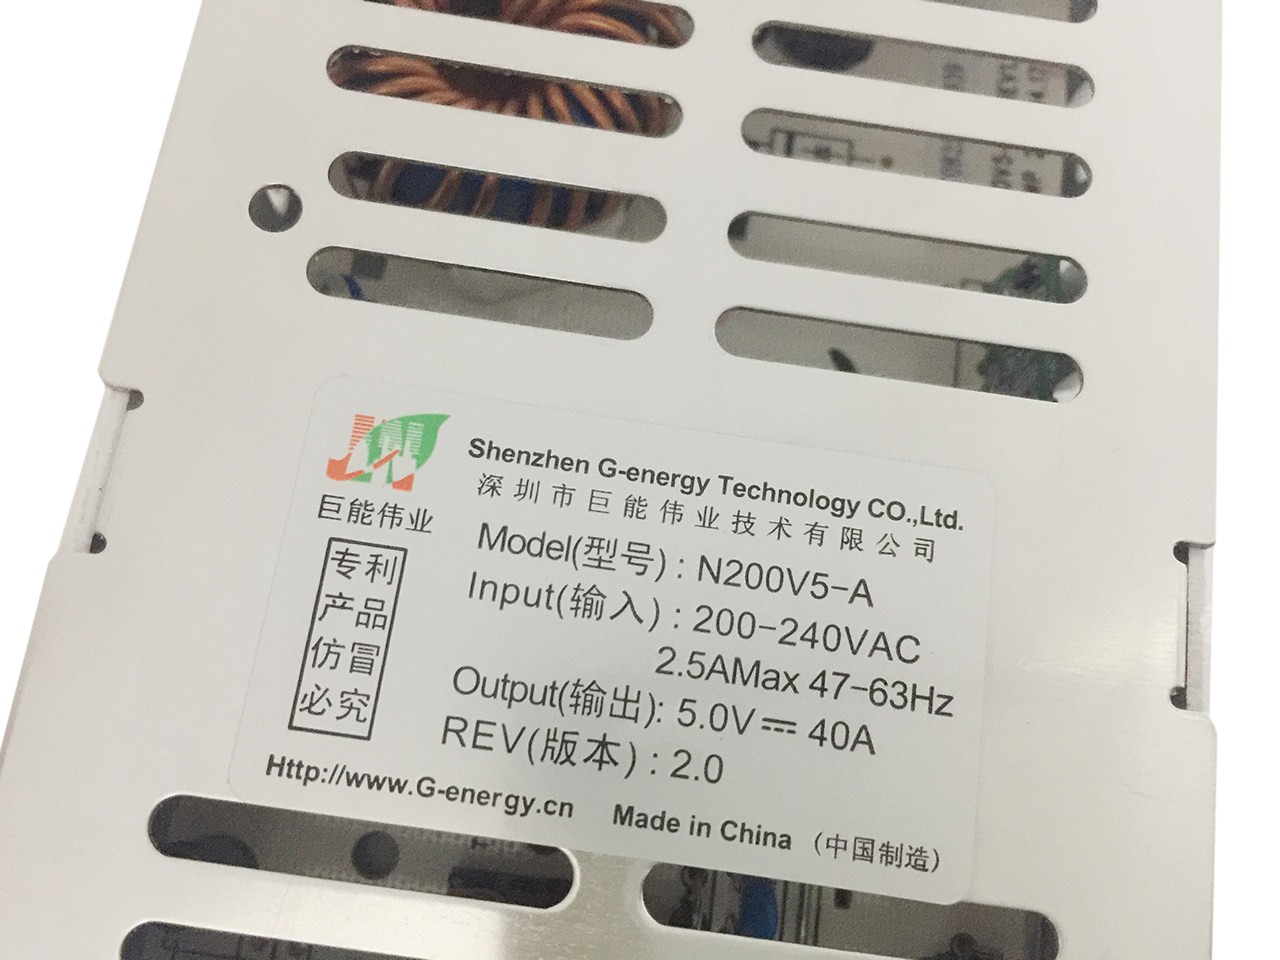 Shenzhen G-energy Technology CO.,Ltd.
深圳市巨能伟业技术有限公司
巨能伟业
Model(型号) : N200V5-A
Input(输入) : 200-240VAC
2.5AMax 47-63Hz
Output(输出): 5.0V⎓ 40A
REV(版本) : 2.0
专利
产品
仿冒
必究
Http://www.G-energy.cn Made in China (中国制造)